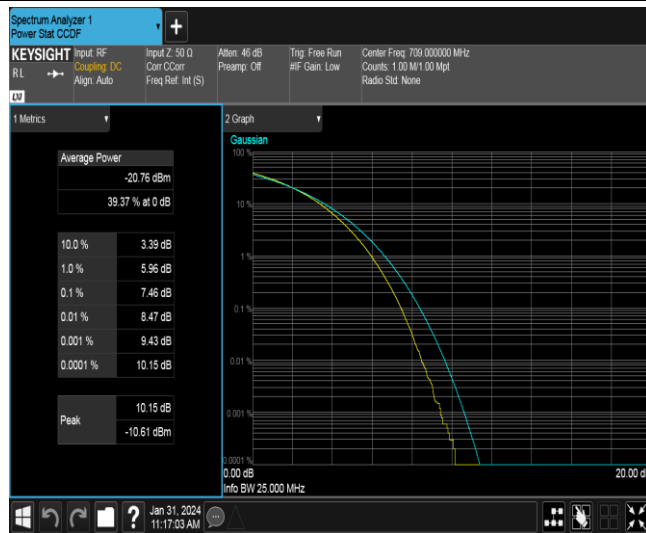 Spectrum Analyzer 1
Power Stat CCDF
+
KEYSIGHT
RL
LXI
Input: RF
Coupling: DC
Align: Auto
Input Z: 50 Ω
Corr CCorr
Freq Ref: Int (S)
Atten: 46 dB
Preamp: Off
Trig: Free Run
#IF Gain: Low
Center Freq: 709.000000 MHz
Counts: 1.00 M/1.00 Mpt
Radio Std: None
1 Metrics
Average Power
-20.76 dBm
39.37 % at 0 dB
10.0 % 3.39 dB
1.0 % 5.96 dB
0.1 % 7.46 dB
0.01 % 8.47 dB
0.001 % 9.43 dB
0.0001 % 10.15 dB
Peak
10.15 dB
-10.61 dBm
2 Graph
Gaussian
100 %
10 %
1 %
0.1 %
0.01 %
0.001 %
0.0001 %
0.00 dB
20.00 dB
Info BW 25.000 MHz
?
Jan 31, 2024
11:17:03 AM